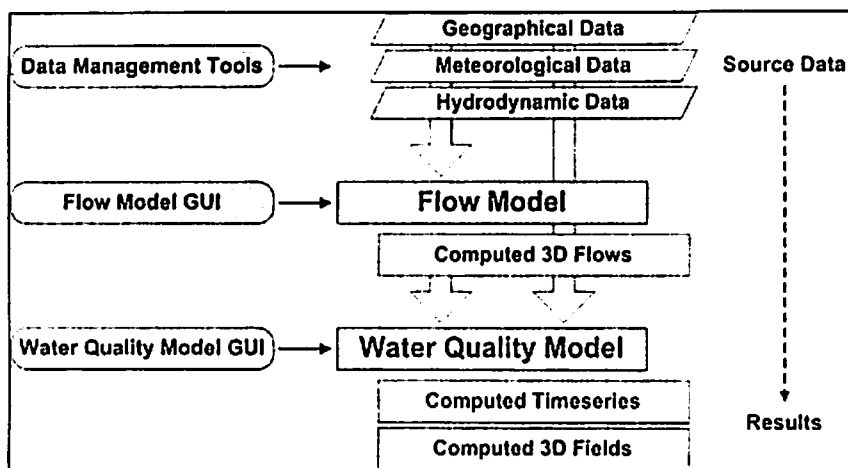 Geographical Data
Data Management Tools
Meteorological Data
Source Data
Hydrodynamic Data
Flow Model GUI
Flow Model
Computed 3D Flows
Water Quality Model GUI
Water Quality Model
Computed Timeseries
Results
Computed 3D Fields